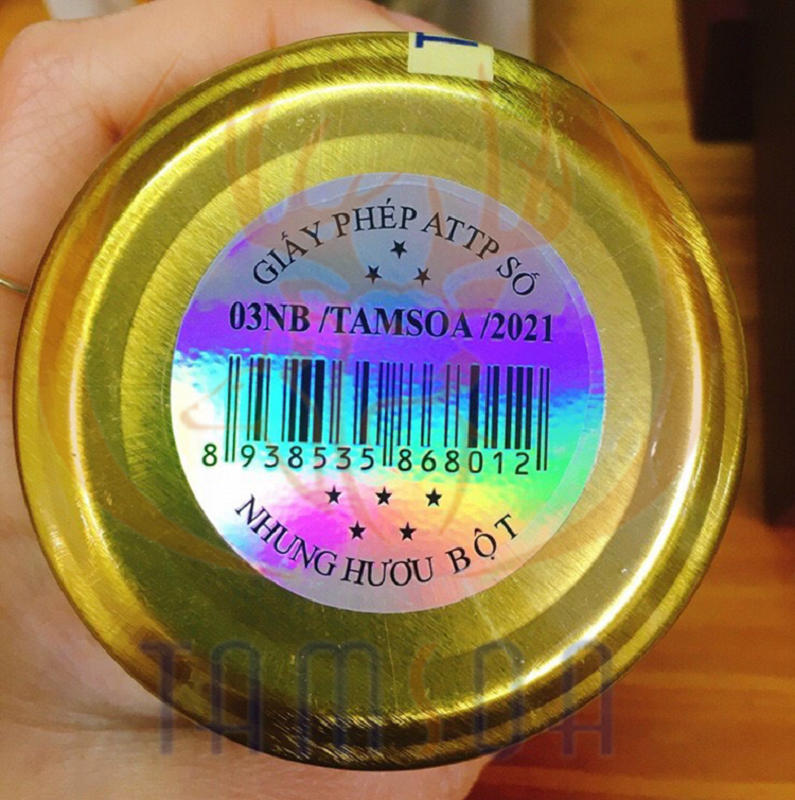 GIẤY PHÉP ATTP SỐ
03NB /TAMSOA /2021
8 938535 868012
NHUNG HƯƠU BỘT
TAMSOA